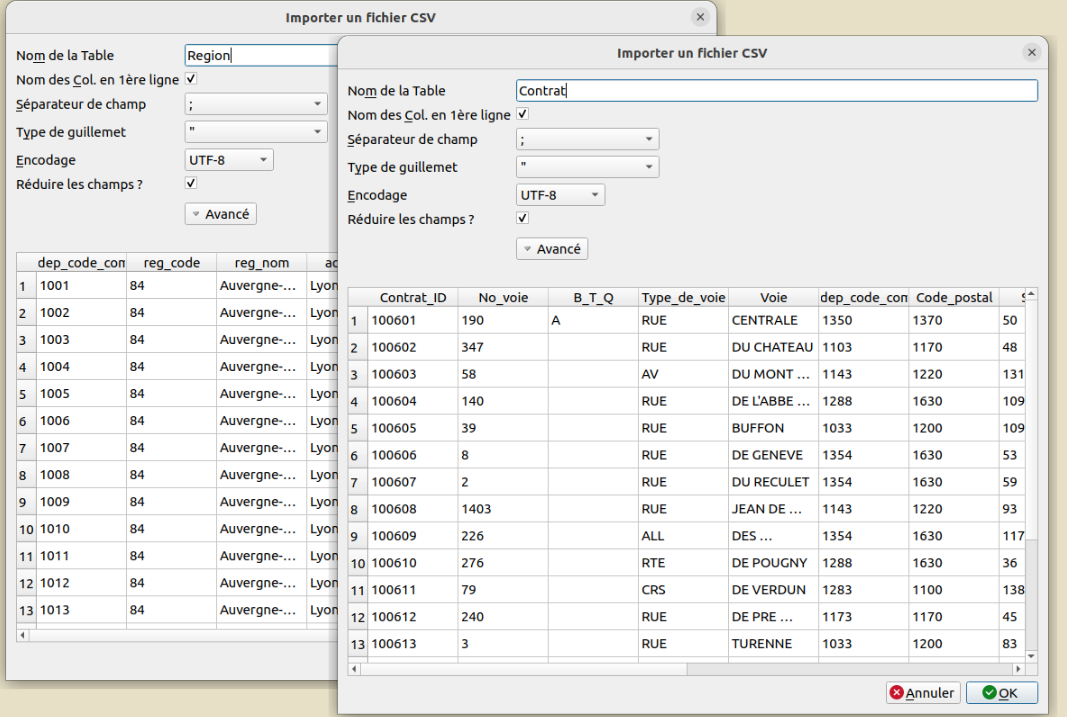 Importer un fichier CSV
Nom de la Table Region
Nom des Col. en 1ère ligne
Séparateur de champ ;
Type de guillemet "
Encodage UTF-8
Réduire les champs ?
Avancé
dep_code_com reg_code reg_nom
1 1001 84 Auvergne-... Lyon
2 1002 84 Auvergne-... Lyon
3 1003 84 Auvergne-... Lyon
4 1004 84 Auvergne-... Lyon
5 1005 84 Auvergne-... Lyon
6 1006 84 Auvergne-... Lyon
7 1007 84 Auvergne-... Lyon
8 1008 84 Auvergne-... Lyon
9 1009 84 Auvergne-... Lyon
10 1010 84 Auvergne-... Lyon
11 1011 84 Auvergne-... Lyon
12 1012 84 Auvergne-... Lyon
13 1013 84 Auvergne-... Lyon
Importer un fichier CSV
Nom de la Table Contrat
Nom des Col. en 1ère ligne
Séparateur de champ ;
Type de guillemet "
Encodage UTF-8
Réduire les champs ?
Avancé
Contrat_ID No_voie B_T_Q Type_de_voie Voie dep_code_com Code_postal
1 100601 190 A RUE CENTRALE 1350 1370 50
2 100602 347 RUE DU CHATEAU 1103 1170 48
3 100603 58 AV DU MONT ... 1143 1220 131
4 100604 140 RUE DE L'ABBE ... 1288 1630 109
5 100605 39 RUE BUFFON 1033 1200 109
6 100606 8 RUE DE GENEVE 1354 1630 53
7 100607 2 RUE DU RECULET 1354 1630 59
8 100608 1403 RUE JEAN DE ... 1143 1220 93
9 100609 226 ALL DES ... 1354 1630 117
10 100610 276 RTE DE POUGNY 1288 1630 36
11 100611 79 CRS DE VERDUN 1283 1100 138
12 100612 240 RUE DE PRE ... 1173 1170 45
13 100613 3 RUE TURENNE 1033 1200 83
Annuler OK